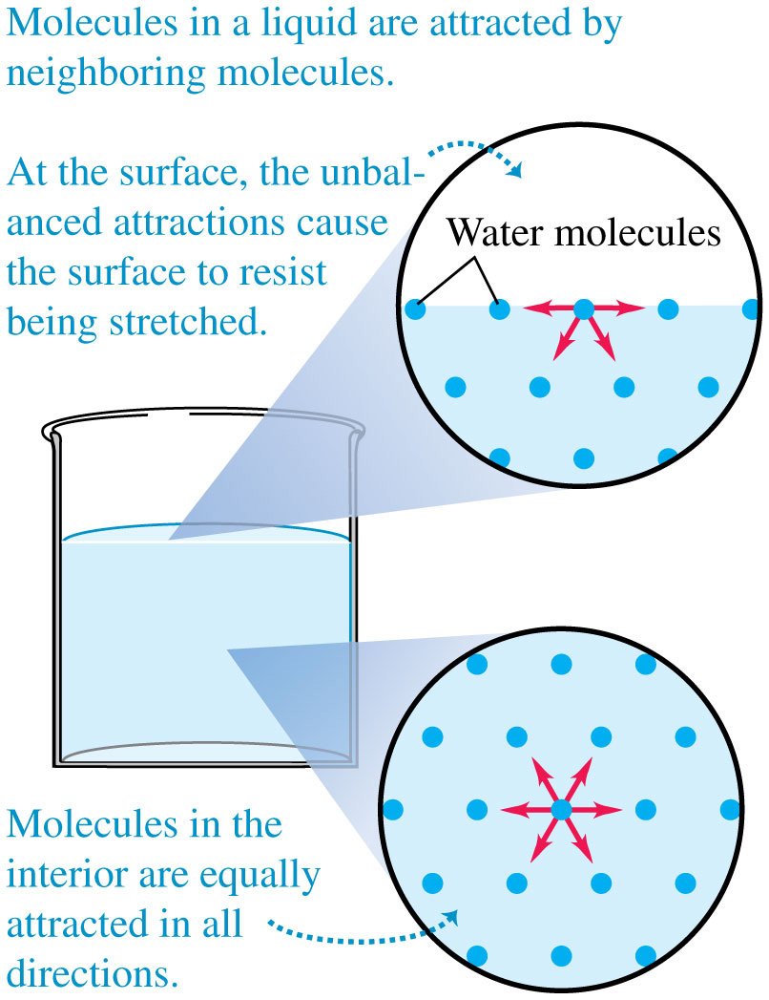 Molecules in a liquid are attracted by
neighboring molecules.
At the surface, the unbal-
anced attractions cause
the surface to resist
being stretched.
Water molecules
Molecules in the
interior are equally
attracted in all
directions.